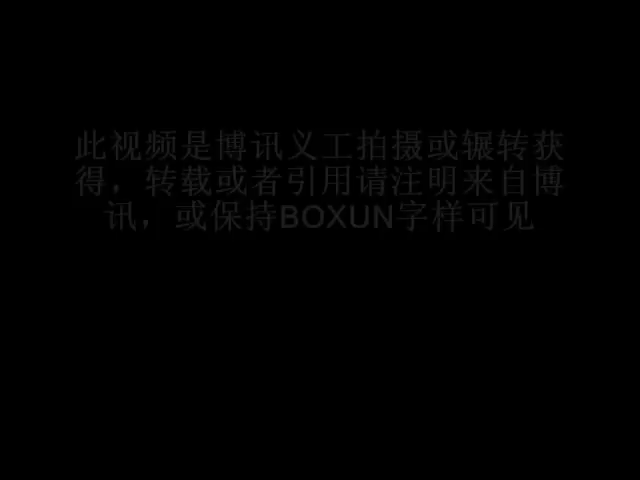 此视频是博讯义工拍摄或辗转获
得，转载或者引用请注明来自博
讯，或保持BOXUN字样可见